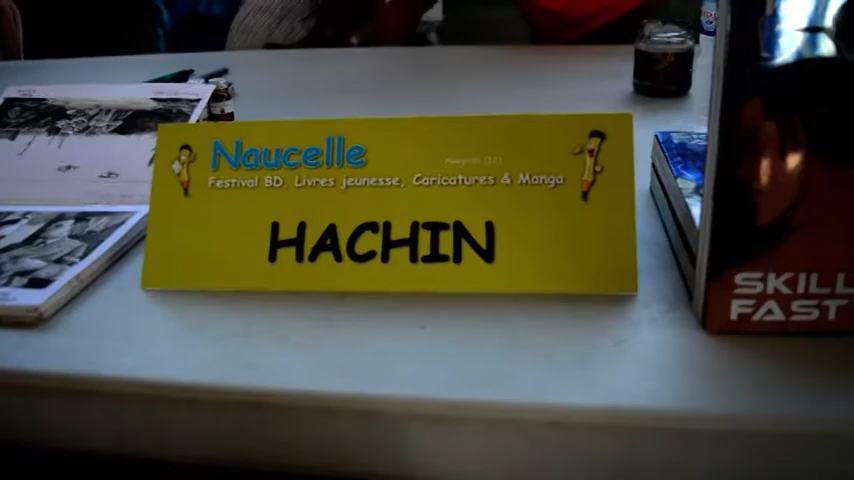 Naucelle
Festival BD, Livres jeunesse, Caricatures & Manga
HACHIN
SKILL
FAST